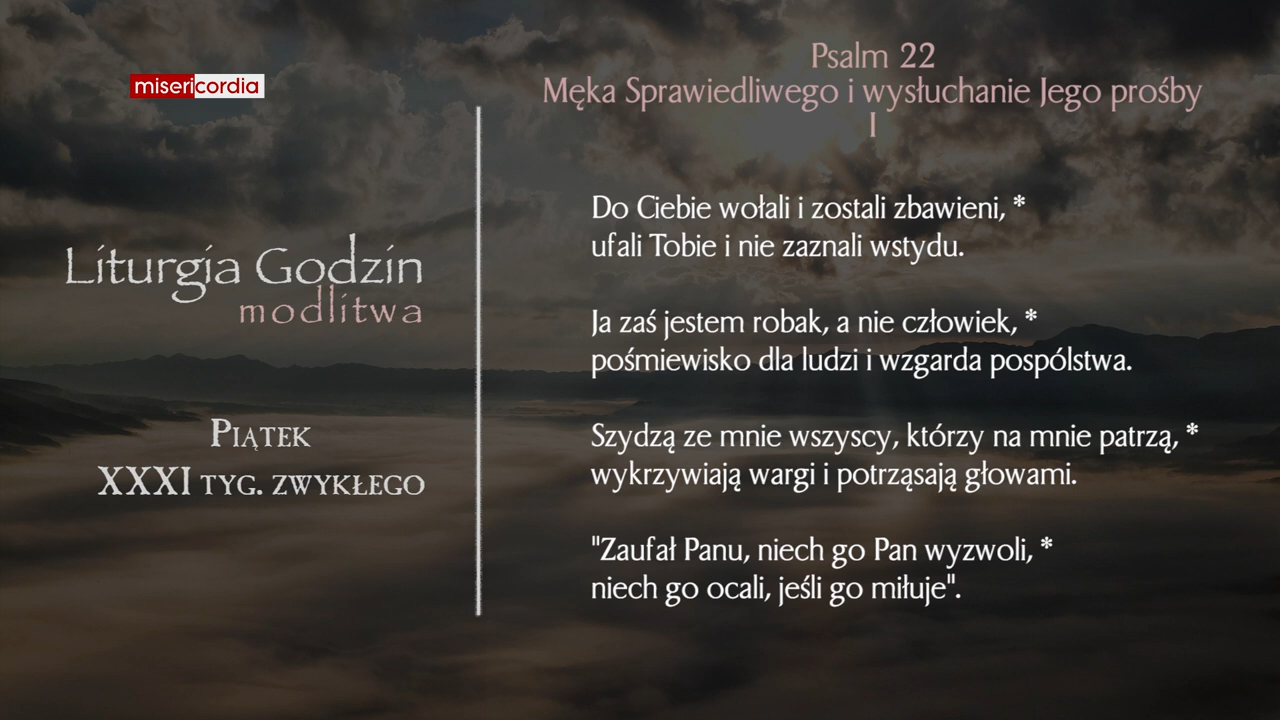 misericordia
Liturgia Godzin
modlitwa
Piątek
XXXI tyg. zwykłego
Psalm 22
Męka Sprawiedliwego i wysłuchanie Jego prośby
I
Do Ciebie wołali i zostali zbawieni, *
ufali Tobie i nie zaznali wstydu.
Ja zaś jestem robak, a nie człowiek, *
pośmiewisko dla ludzi i wzgarda pospólstwa.
Szydzą ze mnie wszyscy, którzy na mnie patrzą, *
wykrzywiają wargi i potrząsają głowami.
"Zaufał Panu, niech go Pan wyzwoli, *
niech go ocali, jeśli go miłuje".